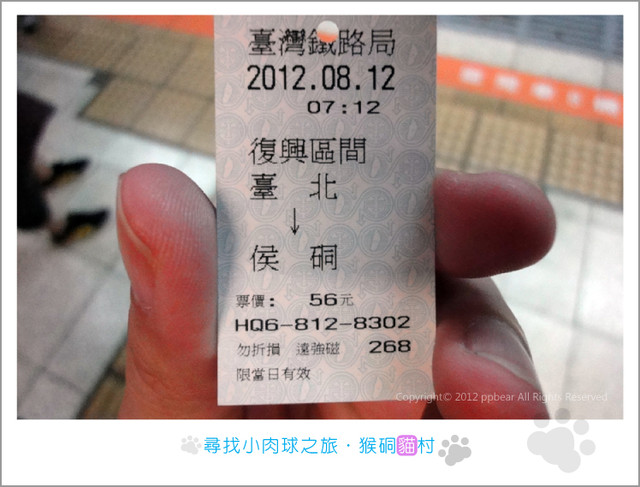 臺灣鐵路局
2012.08.12
07:12
復興區間
臺 北
↓
侯 硐
票價: 56元
HQ6-812-8302
勿折損 遠強磁 268
限當日有效
Copyright© 2012 ppbear All Rights Reserved
尋找小肉球之旅・猴硐貓村